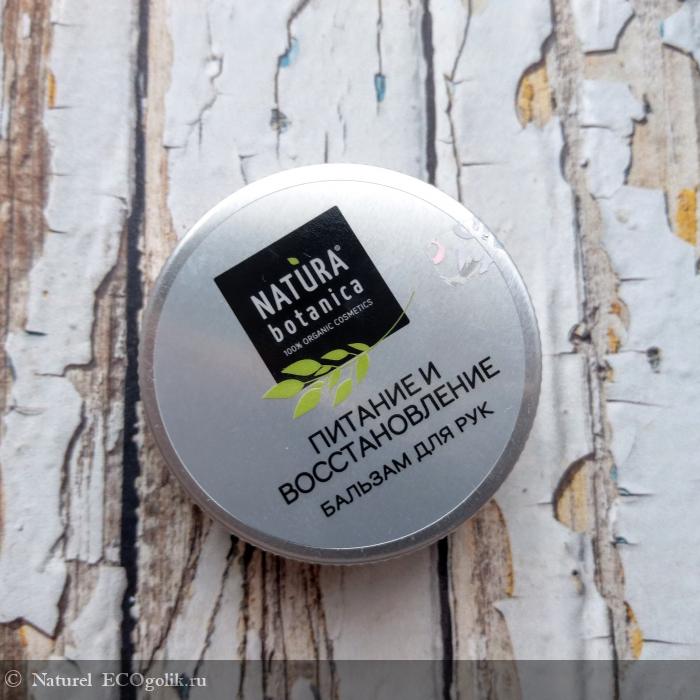 NATURA®
botanica
100% ORGANIC COSMETICS
ПИТАНИЕ И
ВОССТАНОВЛЕНИЕ
БАЛЬЗАМ ДЛЯ РУК
© Naturel ECOgolik.ru